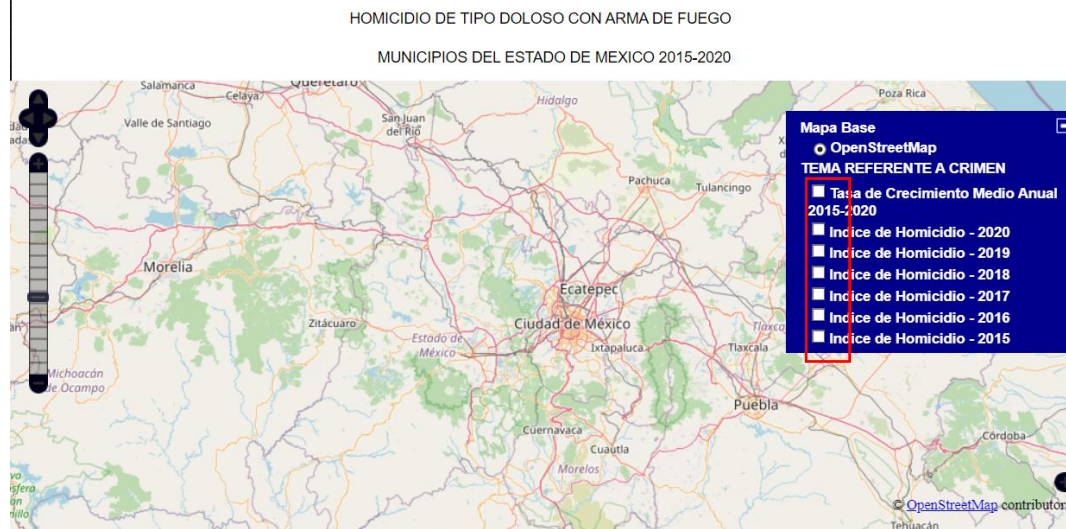 HOMICIDIO DE TIPO DOLOSO CON ARMA DE FUEGO
MUNICIPIOS DEL ESTADO DE MEXICO 2015-2020
Salamanca
Celaya
Querétaro
Hidalgo
Poza Rica
Valle de Santiago
San Juan
del Río
Pachuca
Tulancingo
Morelia
Ecatepec
Zitácuaro
Ciudad de México
Estado de
México
Ixtapaluca
Tlaxcala
Michoacán
de Ocampo
Puebla
Cuernavaca
Cuautla
Morelos
Córdoba
Tehuacán
Mapa Base
OpenStreetMap
TEMA REFERENTE A CRIMEN
Tasa de Crecimiento Medio Anual
2015-2020
Indice de Homicidio - 2020
Indice de Homicidio - 2019
Indice de Homicidio - 2018
Indice de Homicidio - 2017
Indice de Homicidio - 2016
Indice de Homicidio - 2015
© OpenStreetMap contributor